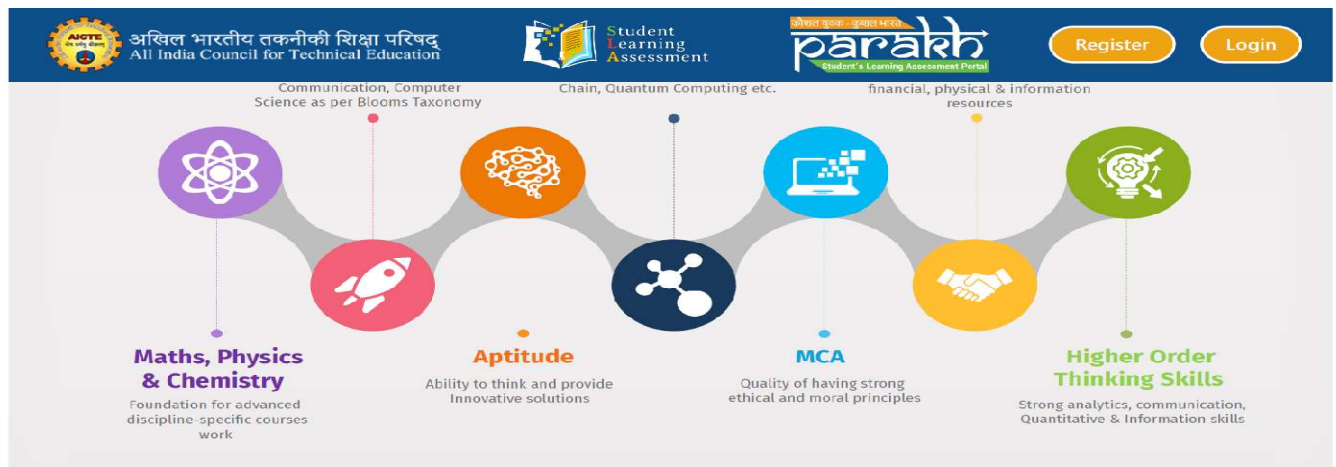 AICTE
अखिल भारतीय तकनीकी शिक्षा परिषद्
All India Council for Technical Education
Student
Learning
Assessment
कौशल युवक - कुशल भारत
parakh
Student's Learning Assessment Portal
Register
Login
Communication, Computer
Science as per Blooms Taxonomy
Chain, Quantum Computing etc.
financial, physical & information
resources
Maths, Physics
& Chemistry
Foundation for advanced
discipline-specific courses
work
Aptitude
Ability to think and provide
Innovative solutions
MCA
Quality of having strong
ethical and moral principles
Higher Order
Thinking Skills
Strong analytics, communication,
Quantitative & Information skills